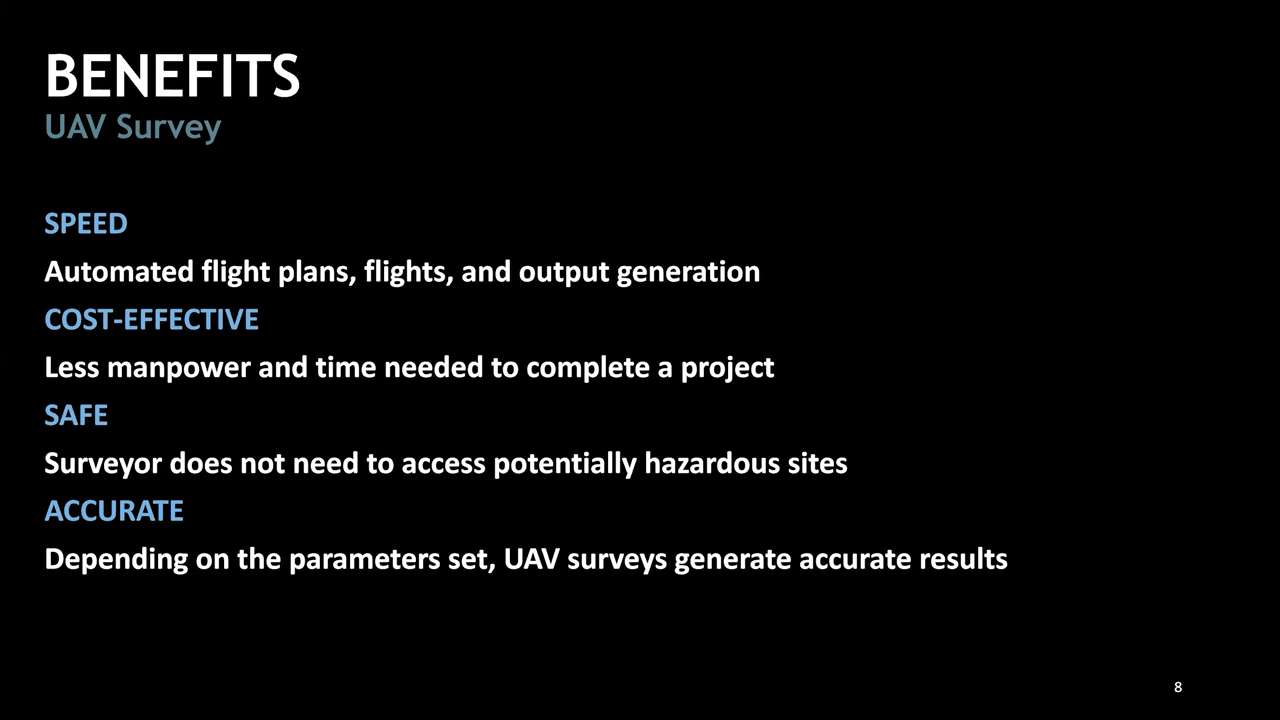 BENEFITS
UAV Survey
SPEED
Automated flight plans, flights, and output generation
COST-EFFECTIVE
Less manpower and time needed to complete a project
SAFE
Surveyor does not need to access potentially hazardous sites
ACCURATE
Depending on the parameters set, UAV surveys generate accurate results
8